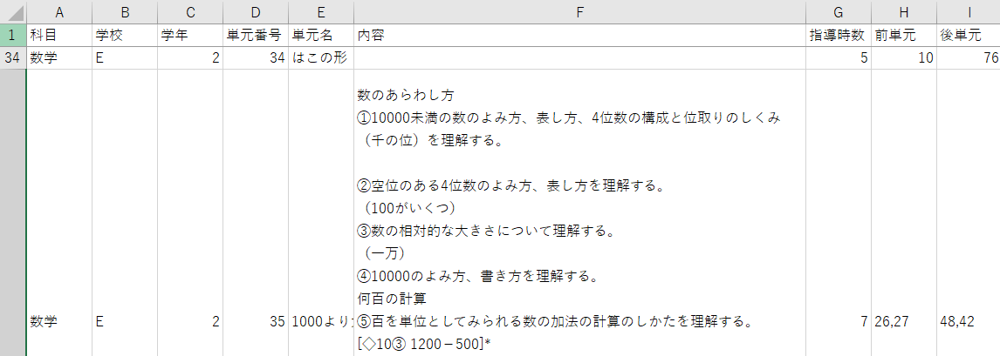 A B C D E F G H I
1 科目 学校 学年 単元番号 単元名 内容 指導時数 前単元 後単元
34 数学 E 2 34 はこの形 5 10 76
数のあらわし方
①10000未満の数のよみ方、表し方、4位数の構成と位取りのしくみ
（千の位）を理解する。
②空位のある4位数のよみ方、表し方を理解する。
（100がいくつ）
③数の相対的な大きさについて理解する。
（一万）
④10000のよみ方、書き方を理解する。
何百の計算
数学 E 2 35 1000より ⑤百を単位としてみられる数の加法の計算のしかたを理解する。 7 26,27 48,42
[◇10③ 1200－500]*